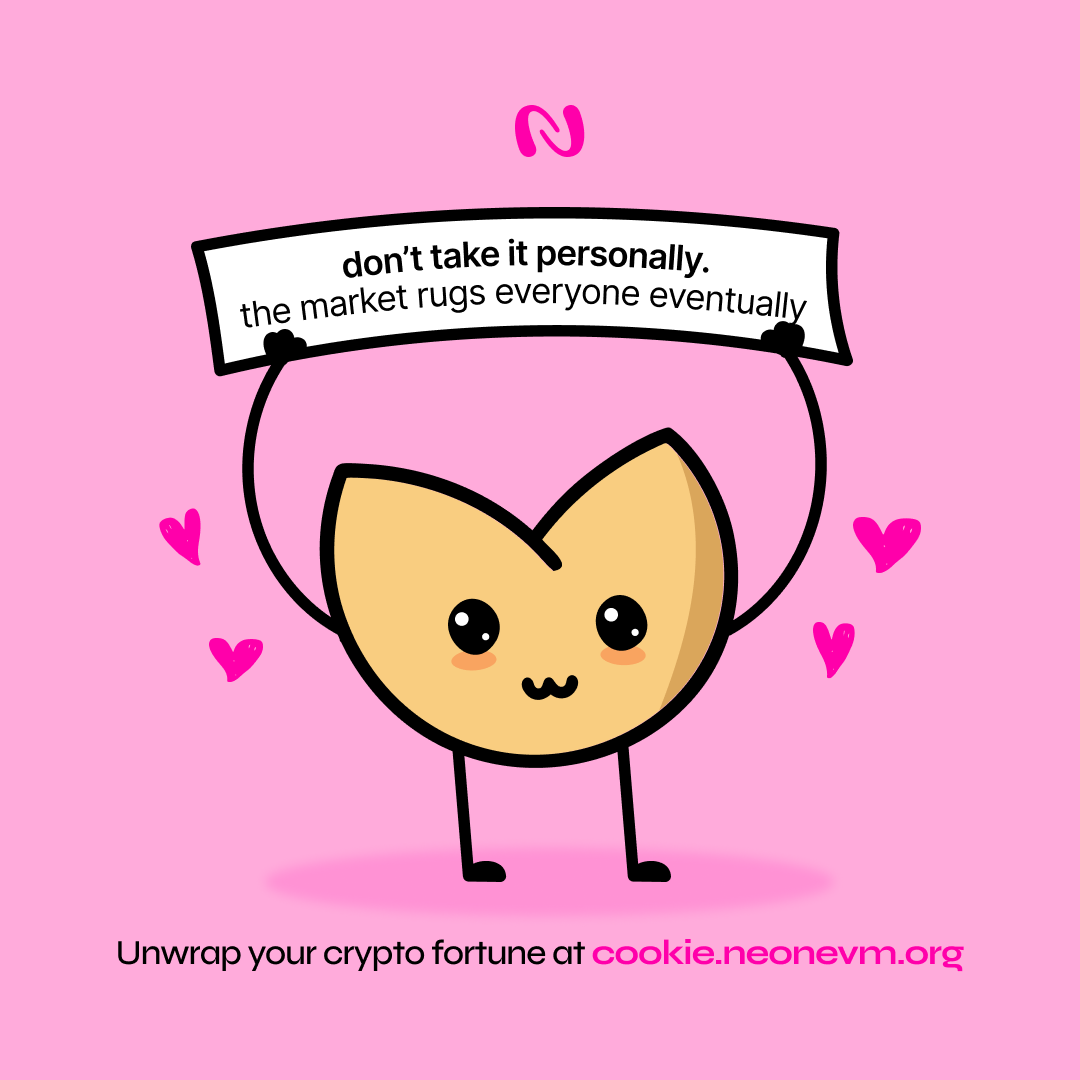 don't take it personally.
the market rugs everyone eventually
Unwrap your crypto fortune at cookie.neonevm.org